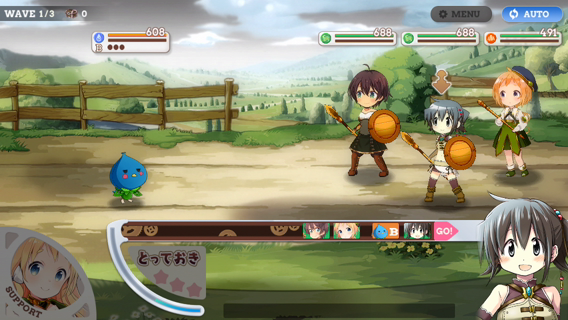 WAVE 1/3 0
MENU
AUTO
608
B
688
688
491
B
GO!
とっておき
SUPPORT